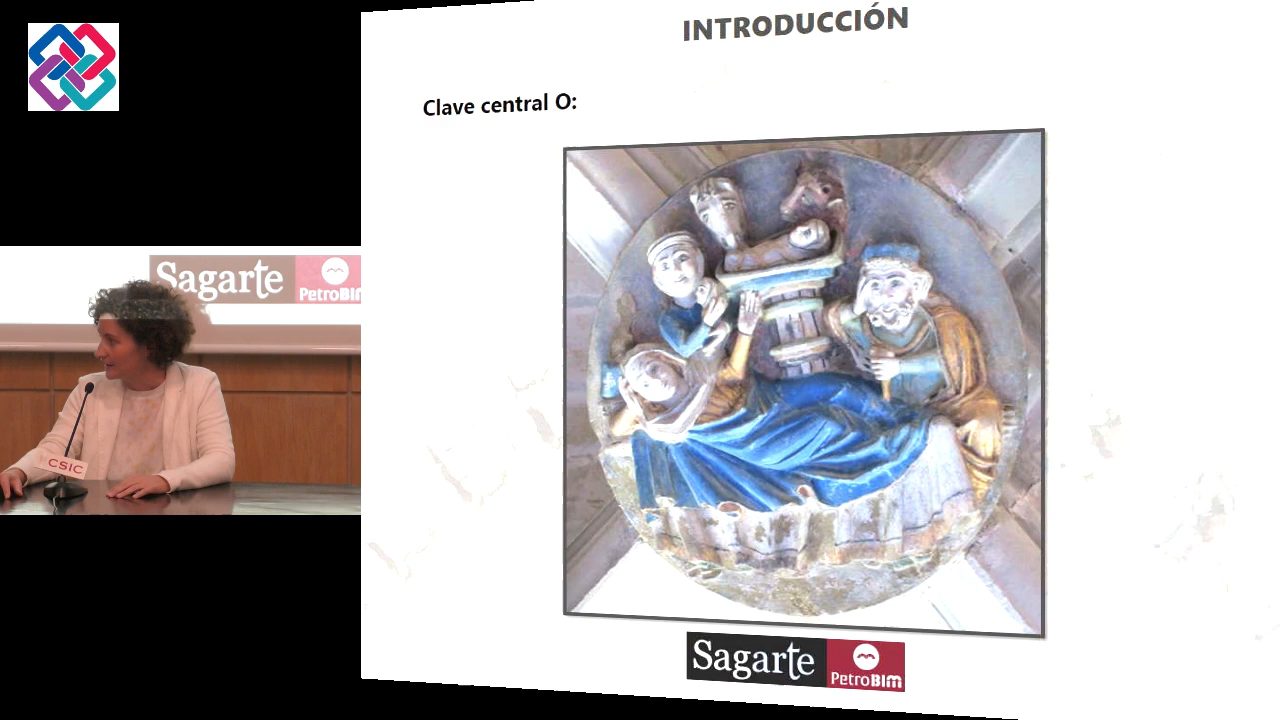 INTRODUCCIÓN
Clave central O:
Sagarte
PetroBIM
CSIC
Sagarte
PetroBIM